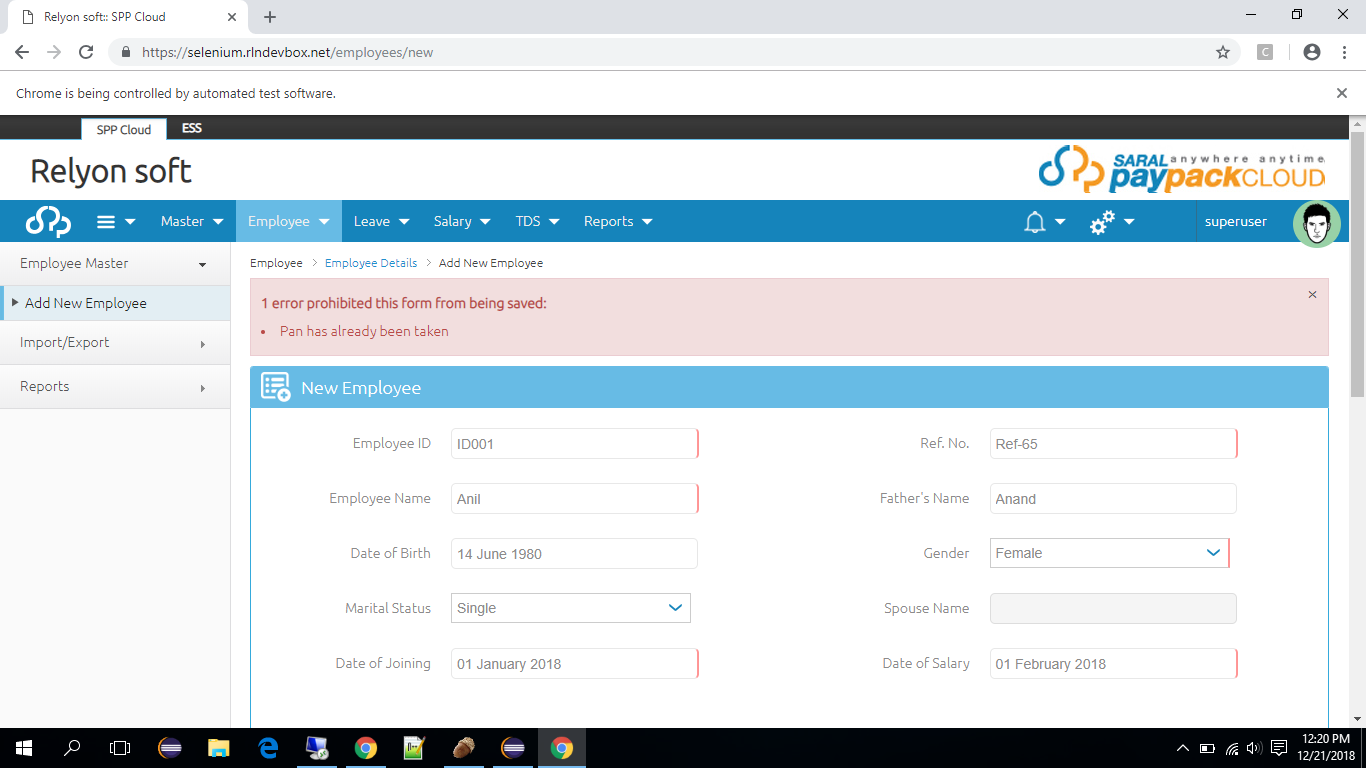 Relyon soft:: SPP Cloud
https://selenium.rlndevbox.net/employees/new
C
Chrome is being controlled by automated test software.
SPP Cloud ESS
Relyon soft
SARAL anywhere anytime
paypackCLOUD
Master Employee Leave Salary TDS Reports superuser
Employee Master
Add New Employee
Import/Export
Reports
Employee > Employee Details > Add New Employee
1 error prohibited this form from being saved:
• Pan has already been taken
New Employee
Employee ID ID001 Ref. No. Ref-65
Employee Name Anil Father's Name Anand
Date of Birth 14 June 1980 Gender Female
Marital Status Single Spouse Name
Date of Joining 01 January 2018 Date of Salary 01 February 2018
12:20 PM
12/21/2018